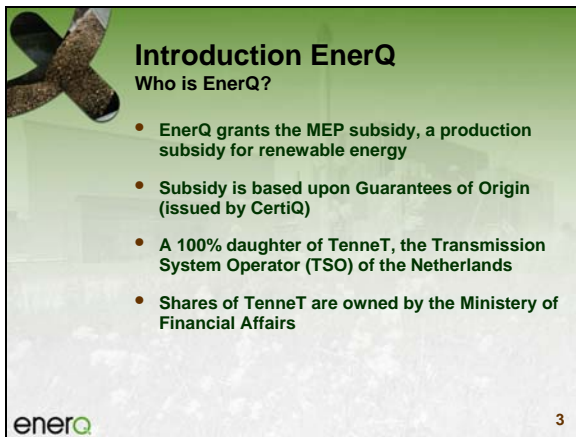 Introduction EnerQ
Who is EnerQ?
• EnerQ grants the MEP subsidy, a production
subsidy for renewable energy
• Subsidy is based upon Guarantees of Origin
(issued by CertiQ)
• A 100% daughter of TenneT, the Transmission
System Operator (TSO) of the Netherlands
• Shares of TenneT are owned by the Ministery of
Financial Affairs
enerQ
3